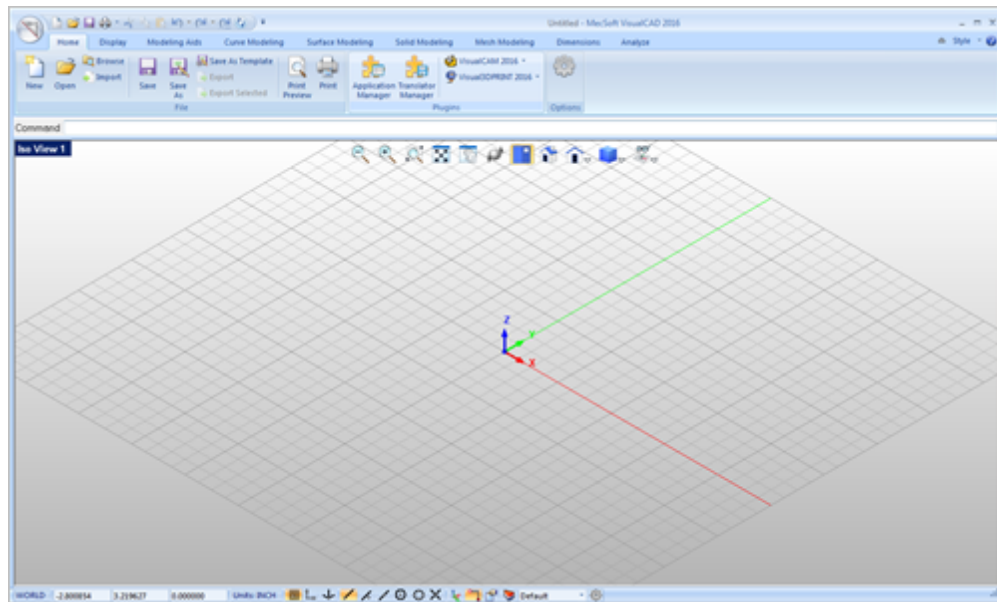 Untitled - MecSoft VisualCAD 2016
Home Display Modeling Aids Curve Modeling Surface Modeling Solid Modeling Mesh Modeling Dimensions Analyze Style
New Open Browse Import Save Save As Save As Template Export Export Selected Print Preview Print Application Manager Translator Manager VisualCAM 2016 Visual3DPRINT 2016
File Plugins Options
Command
Iso View 1
Z
Y
X
WORLD -2.800854 3.219627 0.000000 Units: INCH Default